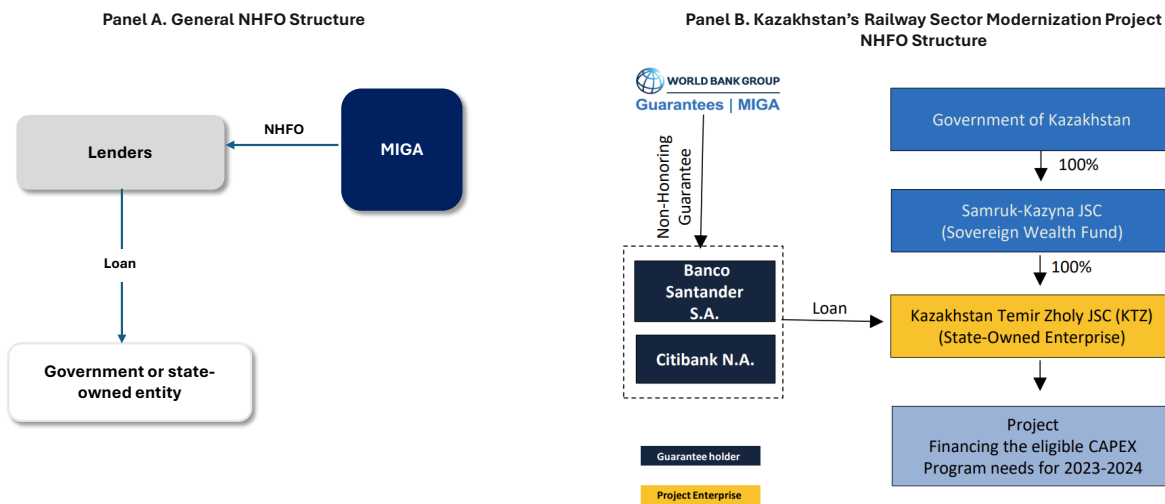 Panel A. General NHFO Structure
Lenders
NHFO
MIGA
Loan
Government or state-
owned entity
Panel B. Kazakhstan's Railway Sector Modernization Project
NHFO Structure
WORLD BANK GROUP
Guarantees | MIGA
Non-Honoring
Guarantee
Banco
Santander
S.A.
Citibank N.A.
Loan
Government of Kazakhstan
100%
Samruk-Kazyna JSC
(Sovereign Wealth Fund)
100%
Kazakhstan Temir Zholy JSC (KTZ)
(State-Owned Enterprise)
Project
Financing the eligible CAPEX
Program needs for 2023-2024
Guarantee holder
Project Enterprise